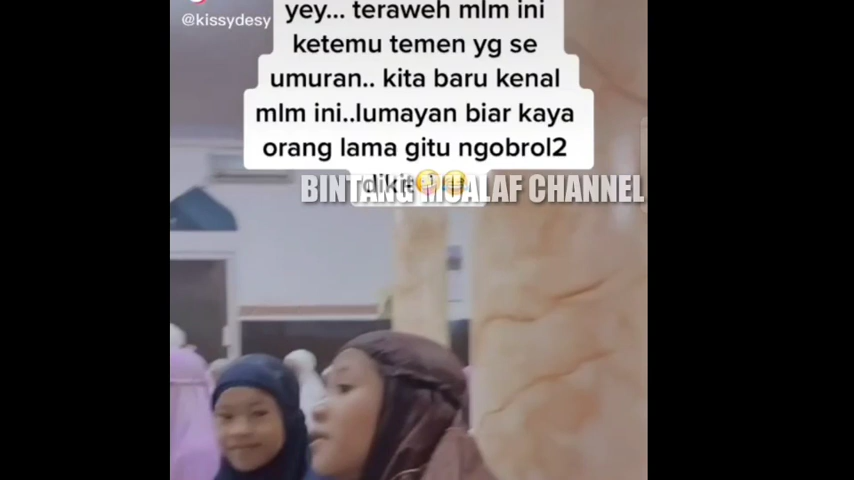 @kissydesy
yey... teraweh mlm ini
ketemu temen yg se
umuran.. kita baru kenal
mlm ini..lumayan biar kaya
orang lama gitu ngobrol2
dikit
BINTANG MUALAF CHANNEL